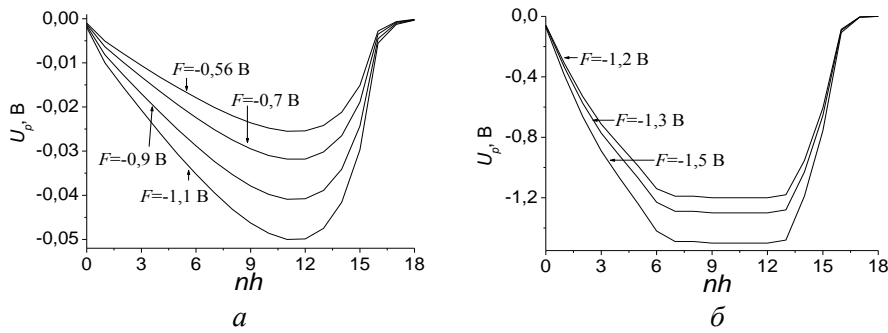 0,00
-0,01
-0,02
-0,03
-0,04
-0,05
U_p, В
F=-0,56 В
F=-0,7 В
F=-0,9 В
F=-1,1 В
0 3 6 9 12 15 18
nh
а
0,0
-0,4
-0,8
-1,2
U_p, В
F=-1,2 В
F=-1,3 В
F=-1,5 В
0 3 6 9 12 15 18
nh
б